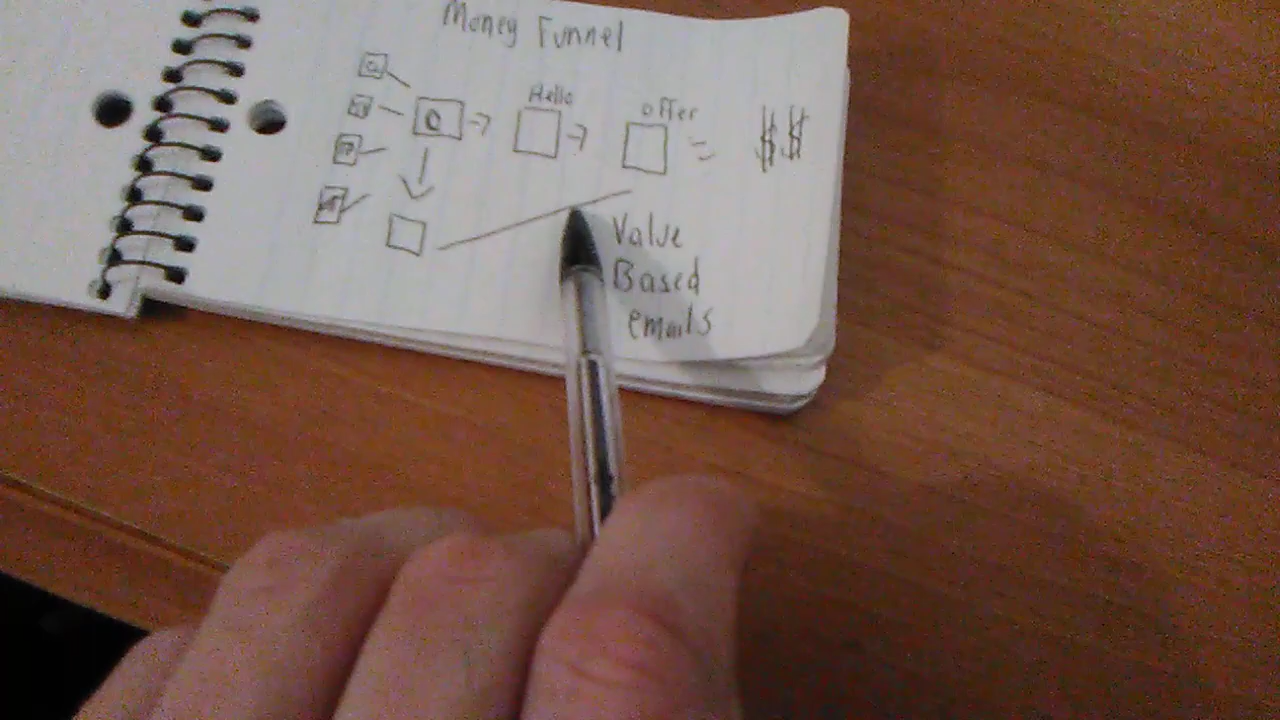 Money Funnel
Hello
offer
O
$$
Value
Based
emails